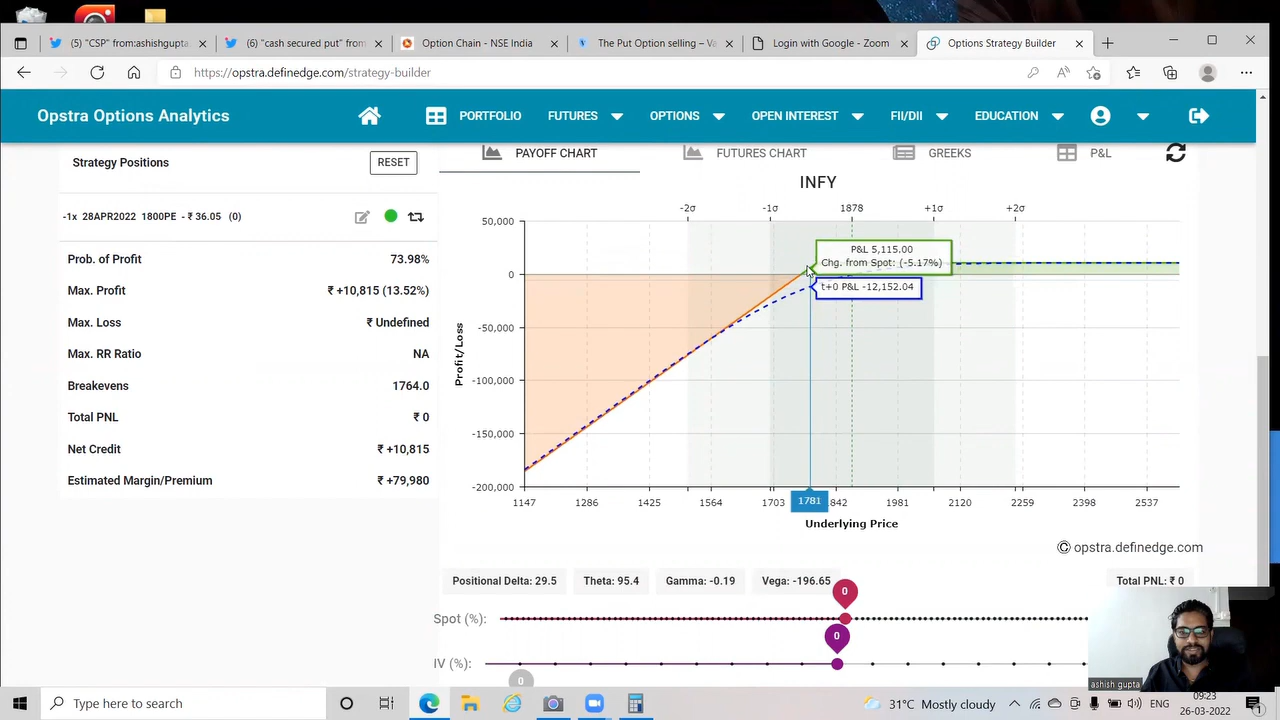 (5) "CSP" from:ashishgupta
(6) "cash secured put" from
Option Chain - NSE India
The Put Option selling – Va
Login with Google - Zoom
Options Strategy Builder
https://opstra.definedge.com/strategy-builder
Opstra Options Analytics
PORTFOLIO
FUTURES
OPTIONS
OPEN INTEREST
FII/DII
EDUCATION
Strategy Positions
RESET
PAYOFF CHART
FUTURES CHART
GREEKS
P&L
INFY
-1x 28APR2022 1800PE - ₹ 36.05 (0)
Prob. of Profit 73.98%
Max. Profit ₹ +10,815 (13.52%)
Max. Loss ₹ Undefined
Max. RR Ratio NA
Breakevens 1764.0
Total PNL ₹ 0
Net Credit ₹ +10,815
Estimated Margin/Premium ₹ +79,980
-2σ -1σ 1878 +1σ +2σ
50,000
0
-50,000
-100,000
-150,000
-200,000
Profit/Loss
P&L 5,115.00
Chg. from Spot: (-5.17%)
t+0 P&L -12,152.04
1147 1286 1425 1564 1703 1781 1842 1981 2120 2259 2398 2537
Underlying Price
© opstra.definedge.com
Positional Delta: 29.5
Theta: 95.4
Gamma: -0.19
Vega: -196.65
Total PNL: ₹ 0
0
Spot (%):
0
IV (%):
0
ashish gupta
Type here to search
31°C Mostly cloudy
ENG
09:23
26-03-2022
1